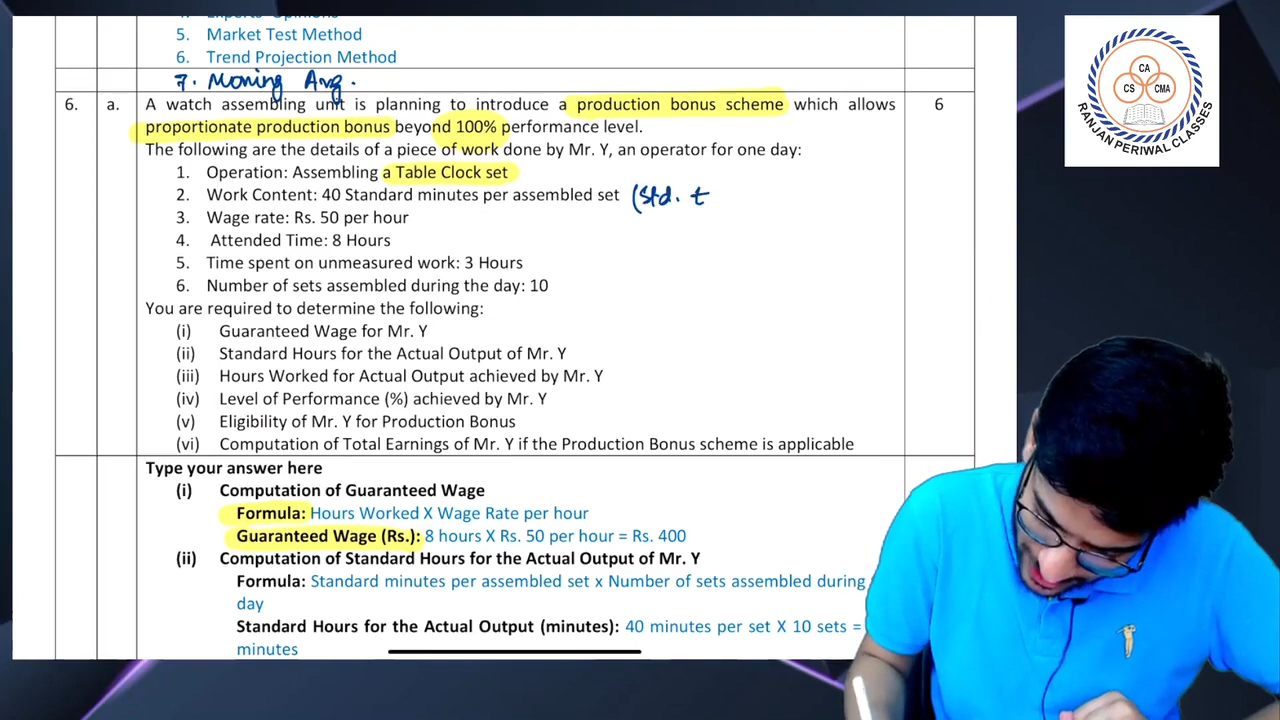 4. Experts' Opinions
5. Market Test Method
6. Trend Projection Method
7. Moning Avg.
6. a. A watch assembling unit is planning to introduce a production bonus scheme which allows 6
proportionate production bonus beyond 100% performance level.
The following are the details of a piece of work done by Mr. Y, an operator for one day:
1. Operation: Assembling a Table Clock set
2. Work Content: 40 Standard minutes per assembled set (Std. t
3. Wage rate: Rs. 50 per hour
4. Attended Time: 8 Hours
5. Time spent on unmeasured work: 3 Hours
6. Number of sets assembled during the day: 10
You are required to determine the following:
(i) Guaranteed Wage for Mr. Y
(ii) Standard Hours for the Actual Output of Mr. Y
(iii) Hours Worked for Actual Output achieved by Mr. Y
(iv) Level of Performance (%) achieved by Mr. Y
(v) Eligibility of Mr. Y for Production Bonus
(vi) Computation of Total Earnings of Mr. Y if the Production Bonus scheme is applicable
Type your answer here
(i) Computation of Guaranteed Wage
Formula: Hours Worked X Wage Rate per hour
Guaranteed Wage (Rs.): 8 hours X Rs. 50 per hour = Rs. 400
(ii) Computation of Standard Hours for the Actual Output of Mr. Y
Formula: Standard minutes per assembled set x Number of sets assembled during
day
Standard Hours for the Actual Output (minutes): 40 minutes per set X 10 sets =
minutes
CA
CS
CMA
RANJAN PERIWAL CLASSES